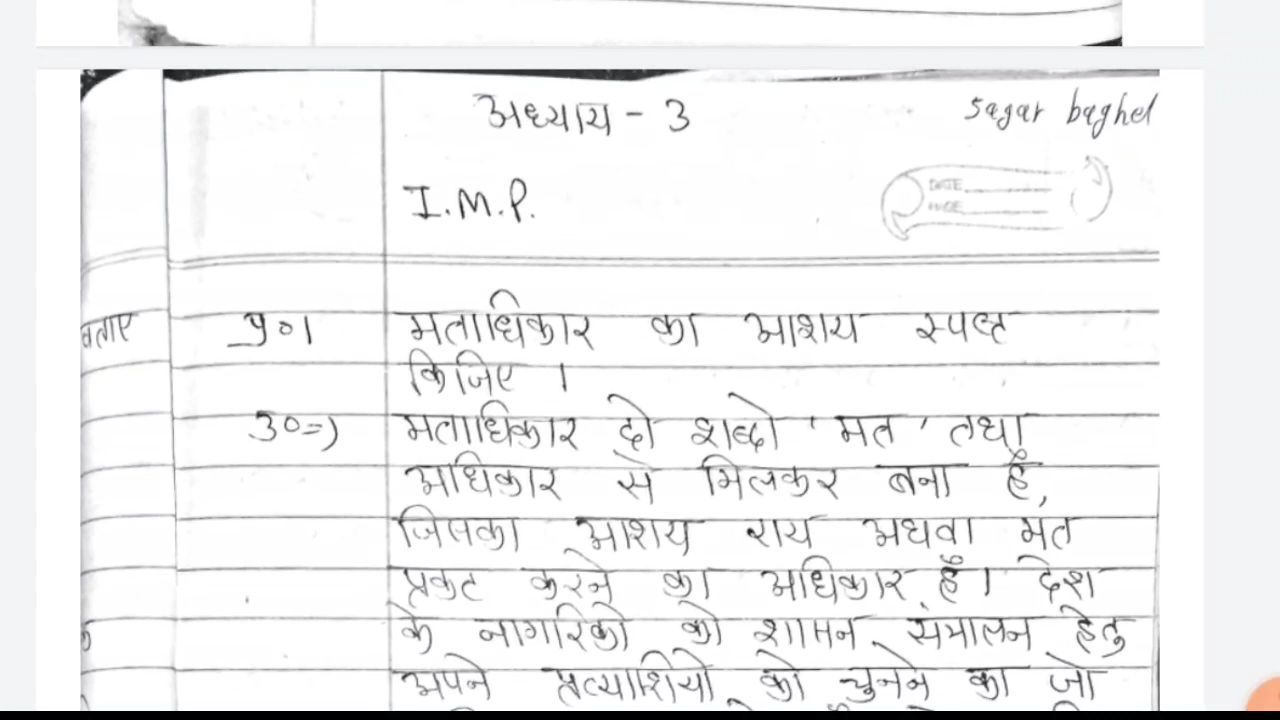 अध्याय - 3
sagar baghel
I.M.P.
DATE
बताए
प्र०1 मताधिकार का आशय स्पष्ट
किजिए ।
उ०=) मताधिकार दो शब्दो 'मत' तथा
अधिकार से मिलकर बना है,
जिसका आशय राय अथवा मत
प्रकट करने का अधिकार है। देश
के नागरिको को शासन संचालन हेतु
अपने प्रत्याशियो को चुनने का जो